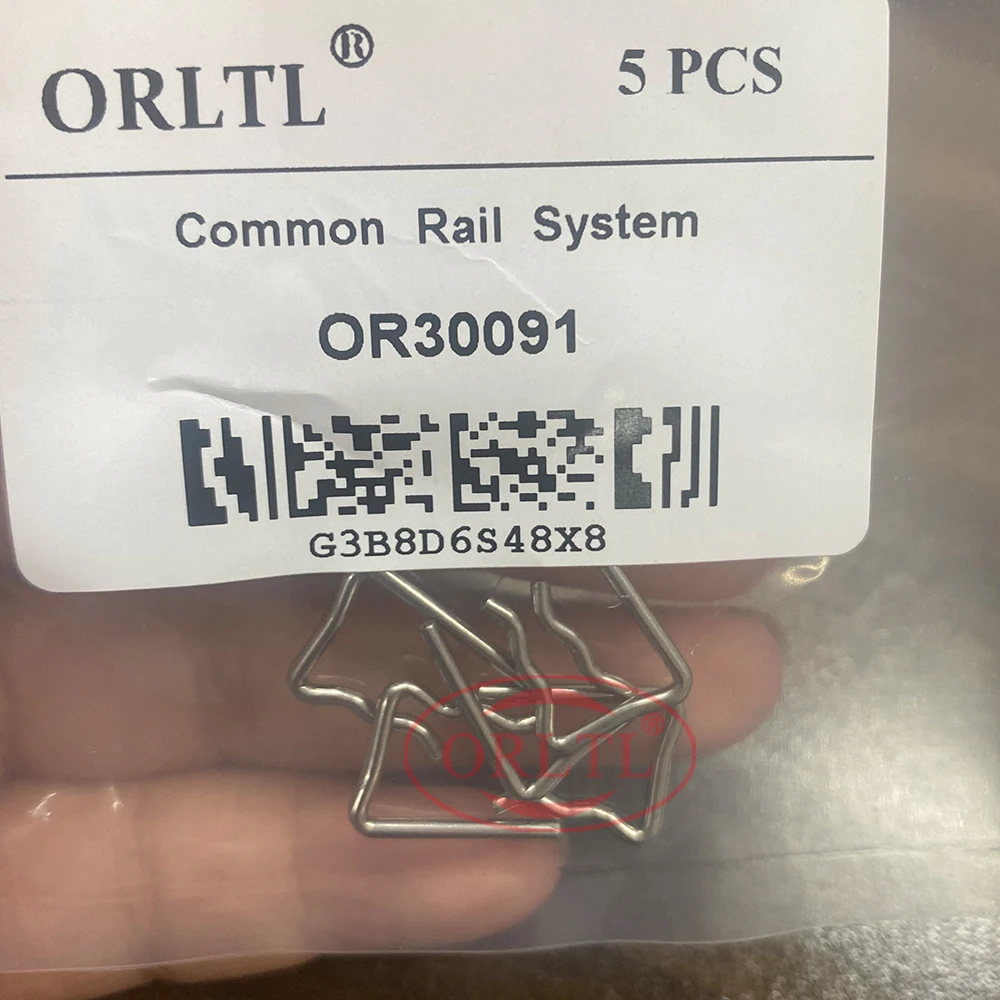 ORLTL® 5 PCS
Common Rail System
OR30091
G3B8D6S48X8
ORLTL®